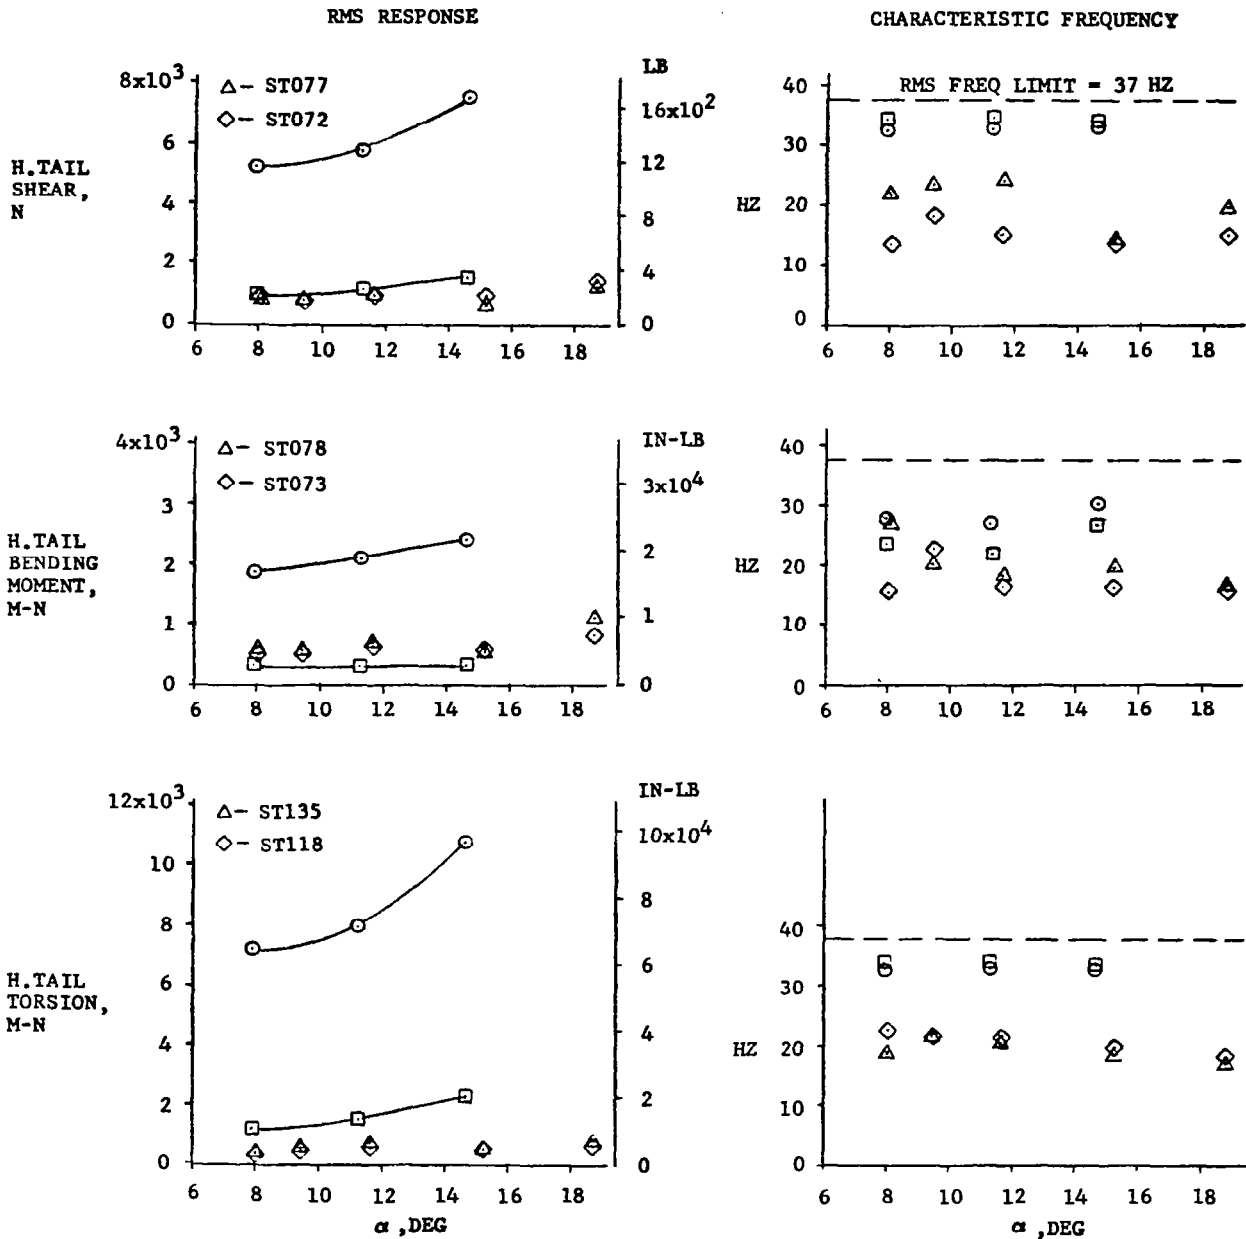 RMS RESPONSE
CHARACTERISTIC FREQUENCY
8x10³
△ – ST077
◇ – ST072
LB
16x10²
6
12
H.TAIL
SHEAR,
N
4
8
2
4
0
0
6 8 10 12 14 16 18
40
RMS FREQ LIMIT = 37 HZ
30
HZ 20
10
0
6 8 10 12 14 16 18
4x10³
△ – ST078
◇ – ST073
IN-LB
3x10⁴
3
H.TAIL
BENDING
MOMENT,
M-N
2
2
1
1
0
0
6 8 10 12 14 16 18
40
30
HZ 20
10
0
6 8 10 12 14 16 18
12x10³
△ – ST135
◇ – ST118
IN-LB
10x10⁴
10
8
8
6
H.TAIL
TORSION,
M-N
6
4
4
2
2
0
0
6 8 10 12 14 16 18
α ,DEG
40
30
HZ 20
10
0
6 8 10 12 14 16 18
α ,DEG